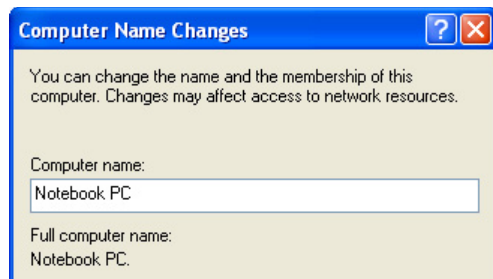 Computer Name Changes
You can change the name and the membership of this
computer. Changes may affect access to network resources.
Computer name:
Notebook PC
Full computer name:
Notebook PC.